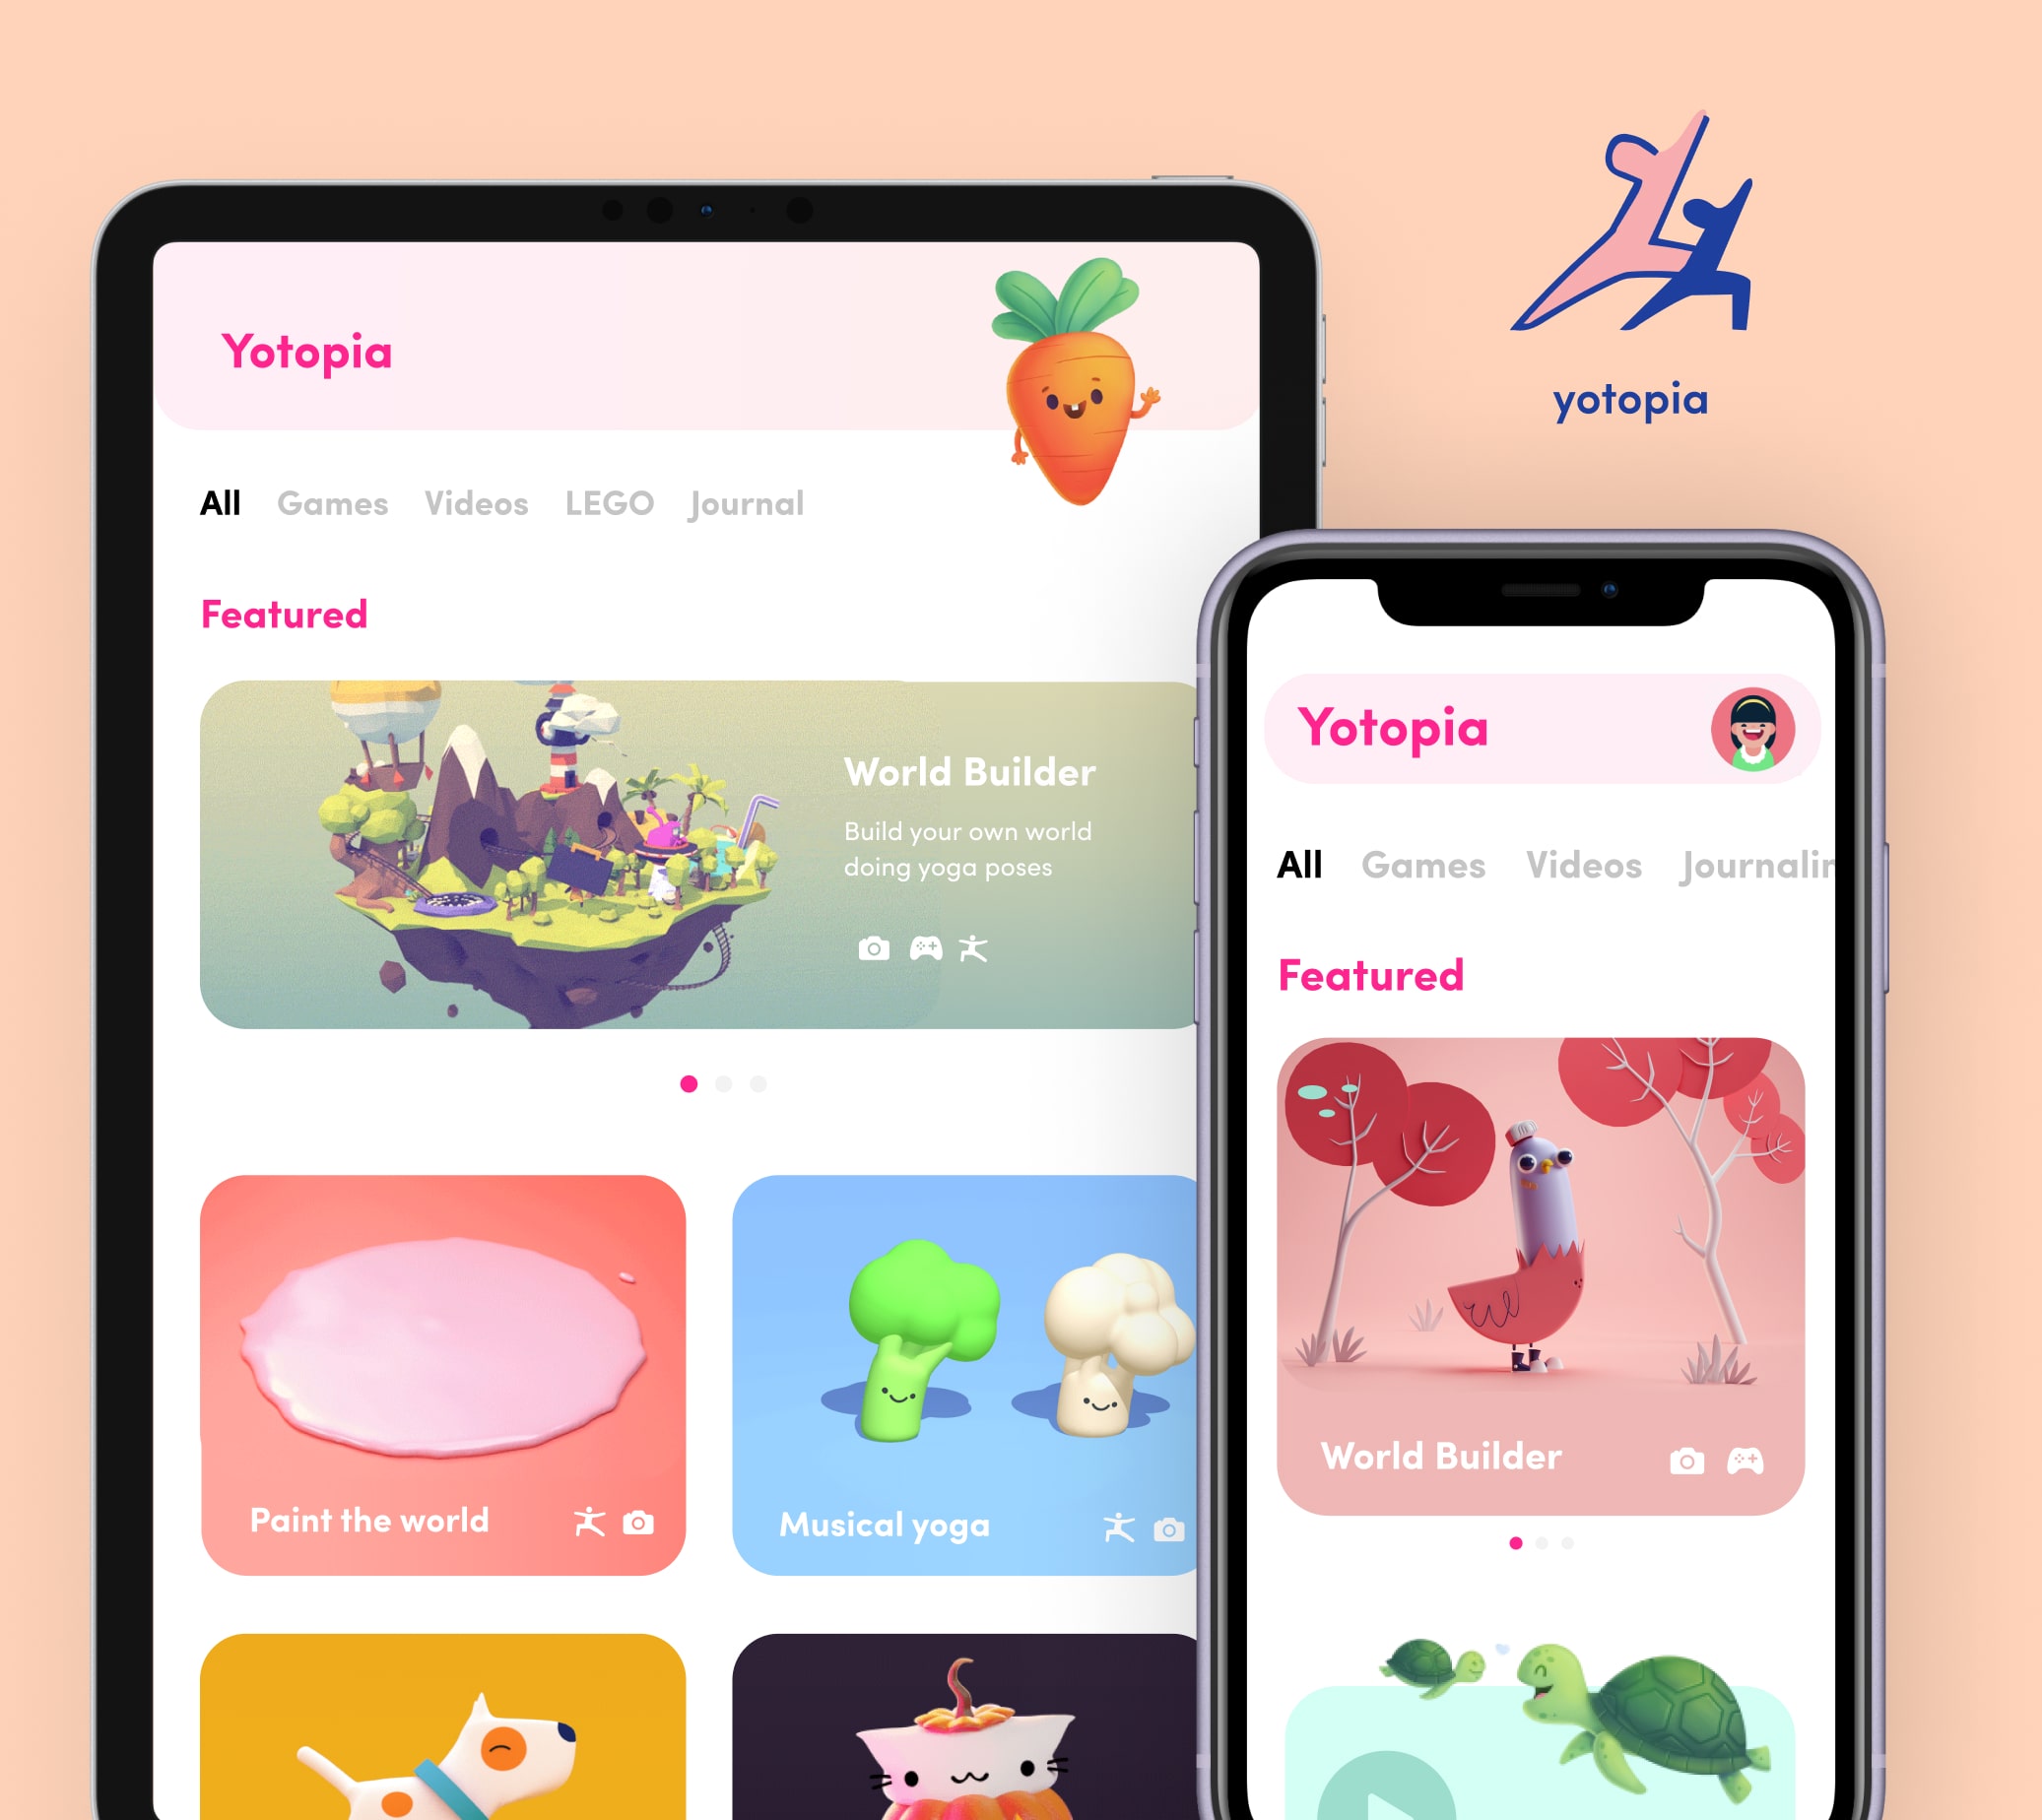 yotopia
Yotopia
All Games Videos LEGO Journal
Featured
World Builder
Build your own world
doing yoga poses
Paint the world
Musical yoga
Yotopia
All Games Videos Journalin
Featured
World Builder